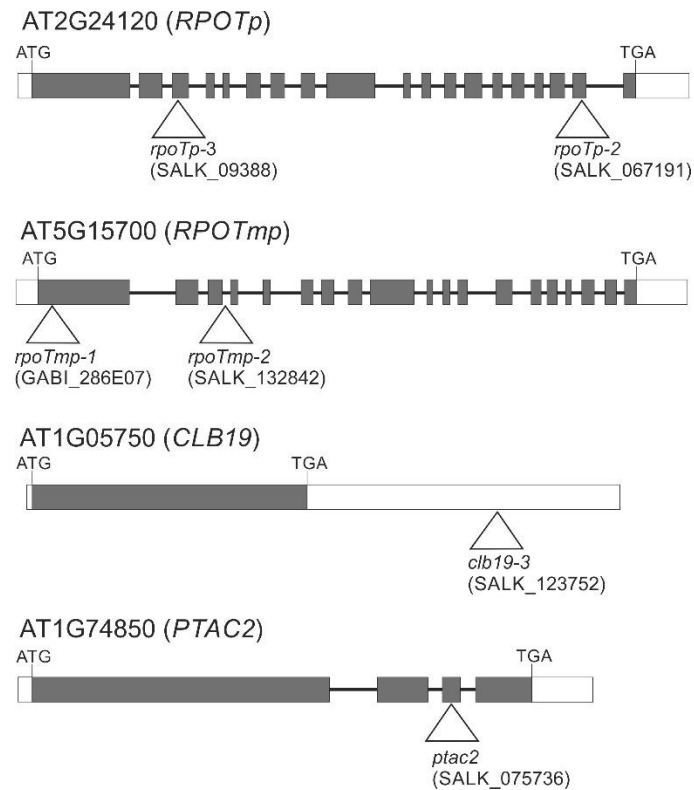 AT2G24120 (RPOTp)
ATG TGA
rpoTp-3 rpoTp-2
(SALK_09388) (SALK_067191)
AT5G15700 (RPOTmp)
ATG TGA
rpoTmp-1 rpoTmp-2
(GABI_286E07) (SALK_132842)
AT1G05750 (CLB19)
ATG TGA
clb19-3
(SALK_123752)
AT1G74850 (PTAC2)
ATG TGA
ptac2
(SALK_075736)